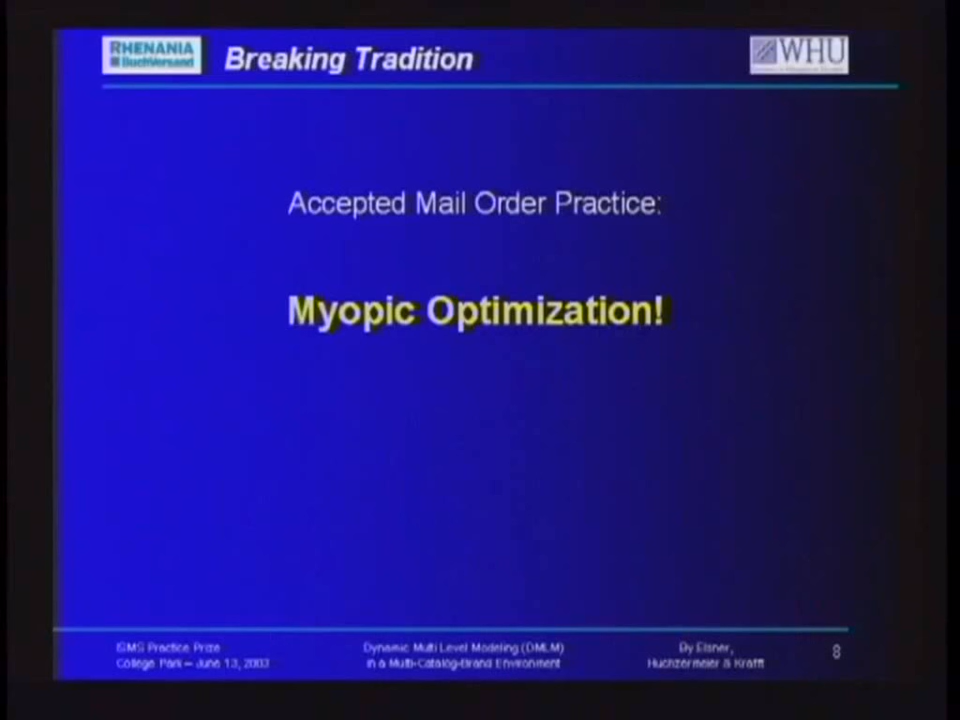 RHENANIA
BuchVersand
Breaking Tradition
WHU
Accepted Mail Order Practice:
Myopic Optimization!
ISMS Practice Prize
College Park – June 13, 2003
Dynamic Multi Level Modeling (DMLM)
in a Multi-Catalog-Brand Environment
By Elsner,
Huchzermeier & Krafft
8